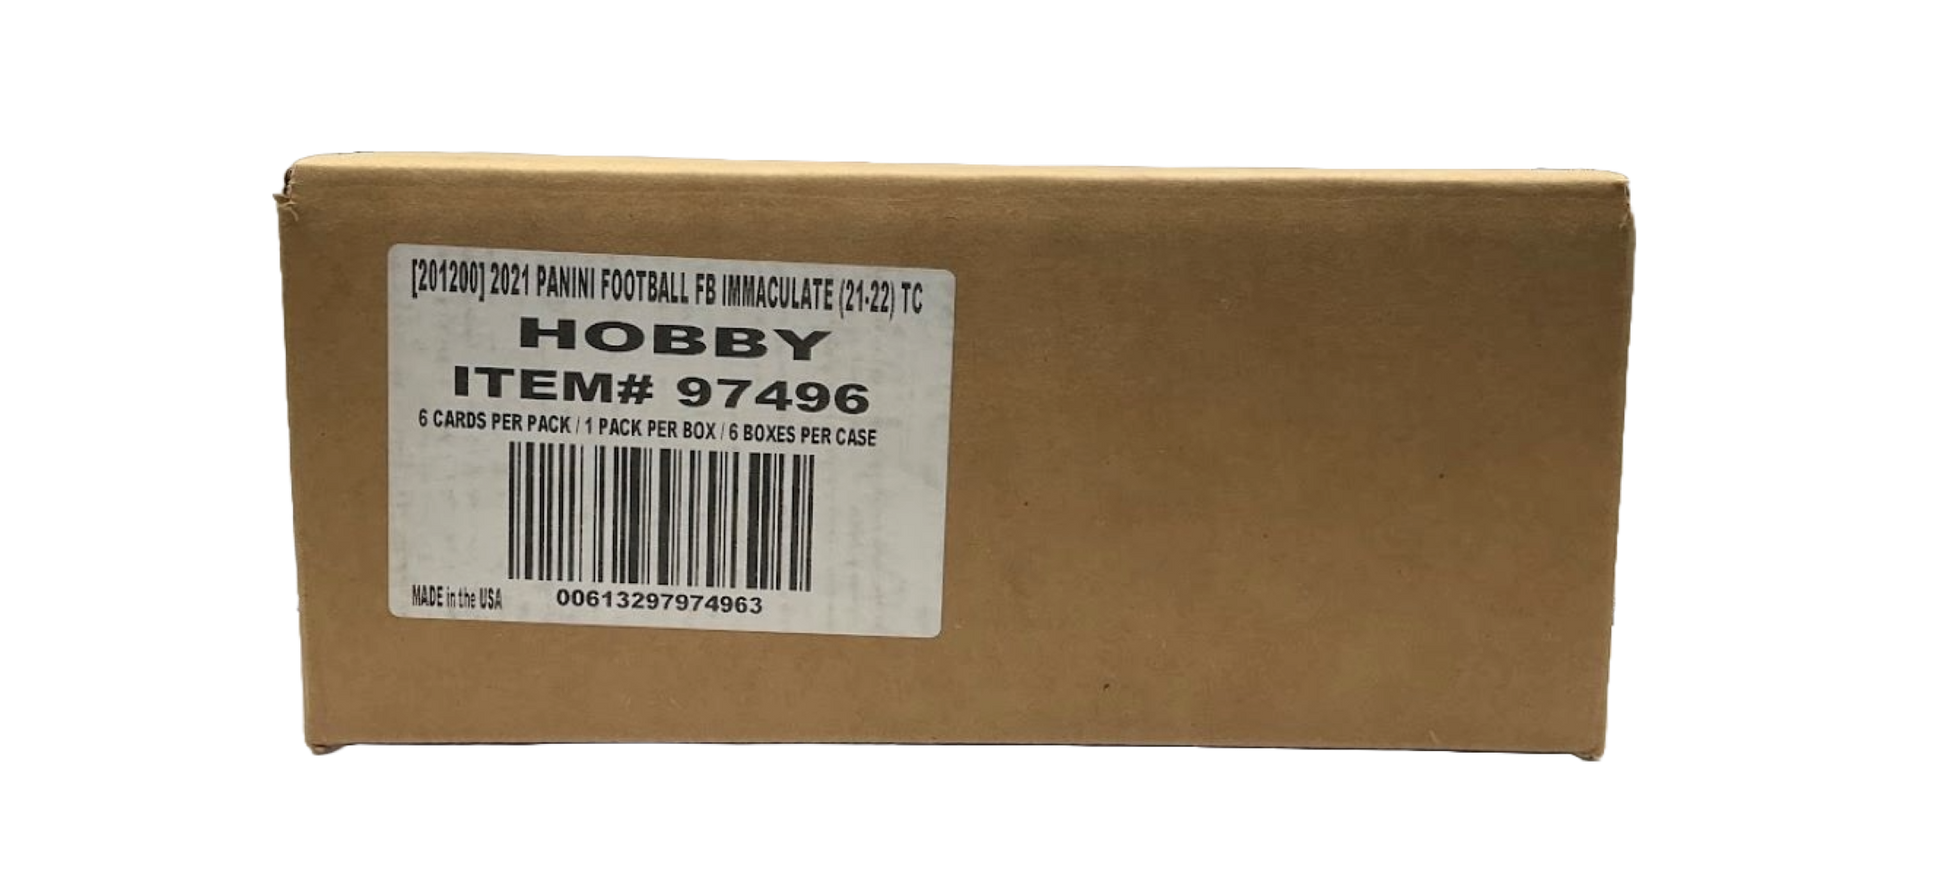 [201200] 2021 PANINI FOOTBALL FB IMMACULATE (21-22) TC
HOBBY
ITEM# 97496
6 CARDS PER PACK / 1 PACK PER BOX / 6 BOXES PER CASE
MADE in the USA
00613297974963